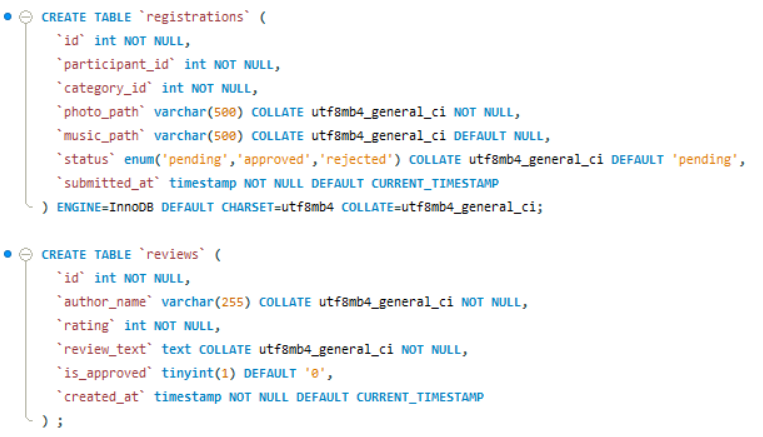 CREATE TABLE `registrations` (
`id` int NOT NULL,
`participant_id` int NOT NULL,
`category_id` int NOT NULL,
`photo_path` varchar(500) COLLATE utf8mb4_general_ci NOT NULL,
`music_path` varchar(500) COLLATE utf8mb4_general_ci DEFAULT NULL,
`status` enum('pending','approved','rejected') COLLATE utf8mb4_general_ci DEFAULT 'pending',
`submitted_at` timestamp NOT NULL DEFAULT CURRENT_TIMESTAMP
) ENGINE=InnoDB DEFAULT CHARSET=utf8mb4 COLLATE=utf8mb4_general_ci;
CREATE TABLE `reviews` (
`id` int NOT NULL,
`author_name` varchar(255) COLLATE utf8mb4_general_ci NOT NULL,
`rating` int NOT NULL,
`review_text` text COLLATE utf8mb4_general_ci NOT NULL,
`is_approved` tinyint(1) DEFAULT '0',
`created_at` timestamp NOT NULL DEFAULT CURRENT_TIMESTAMP
) ;